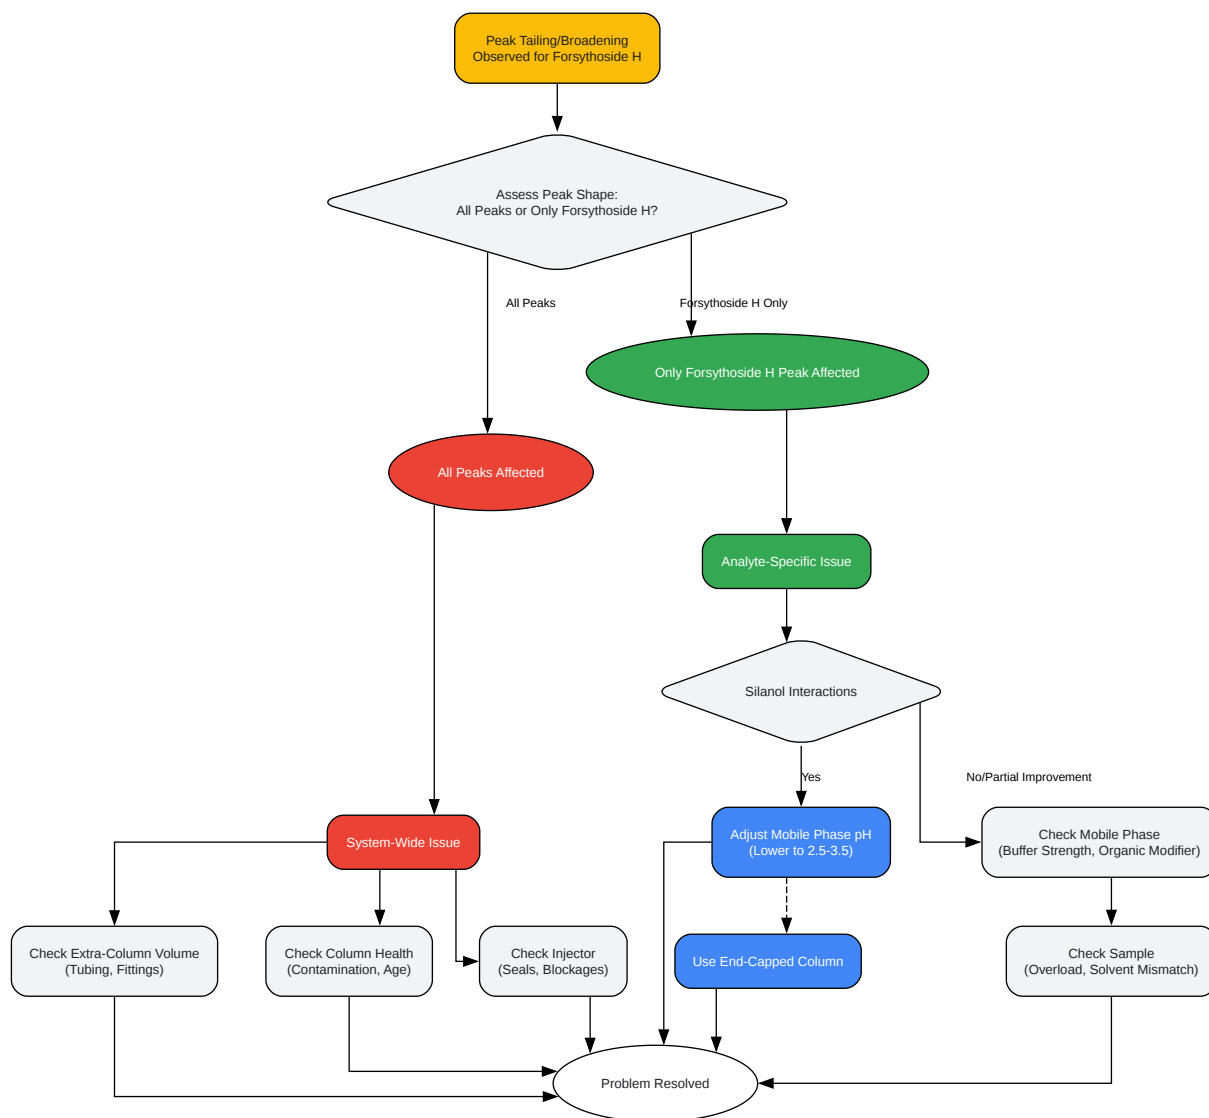 Peak Tailing/Broadening
Observed for Forsythoside H
Assess Peak Shape:
All Peaks or Only Forsythoside H?
All Peaks
Forsythoside H Only
Only Forsythoside H Peak Affected
All Peaks Affected
Analyte-Specific Issue
Silanol Interactions
Yes
No/Partial Improvement
System-Wide Issue
Adjust Mobile Phase pH
(Lower to 2.5-3.5)
Check Mobile Phase
(Buffer Strength, Organic Modifier)
Check Extra-Column Volume
(Tubing, Fittings)
Check Column Health
(Contamination, Age)
Check Injector
(Seals, Blockages)
Use End-Capped Column
Check Sample
(Overload, Solvent Mismatch)
Problem Resolved